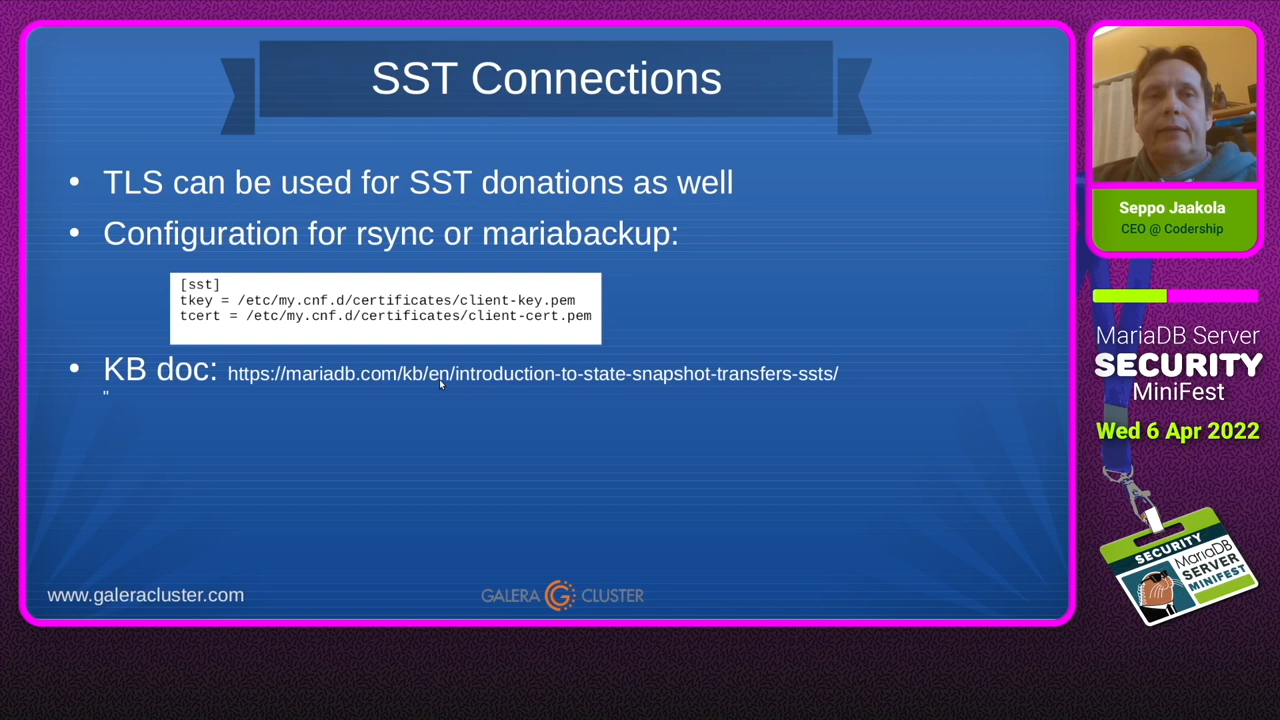 SST Connections
• TLS can be used for SST donations as well
• Configuration for rsync or mariabackup:
[sst]
tkey = /etc/my.cnf.d/certificates/client-key.pem
tcert = /etc/my.cnf.d/certificates/client-cert.pem
• KB doc: https://mariadb.com/kb/en/introduction-to-state-snapshot-transfers-ssts/
"
www.galeracluster.com
GALERA CLUSTER
Seppo Jaakola
CEO @ Codership
MariaDB Server
SECURITY
MiniFest
Wed 6 Apr 2022
SECURITY
MariaDB
SERVER
MINIFEST